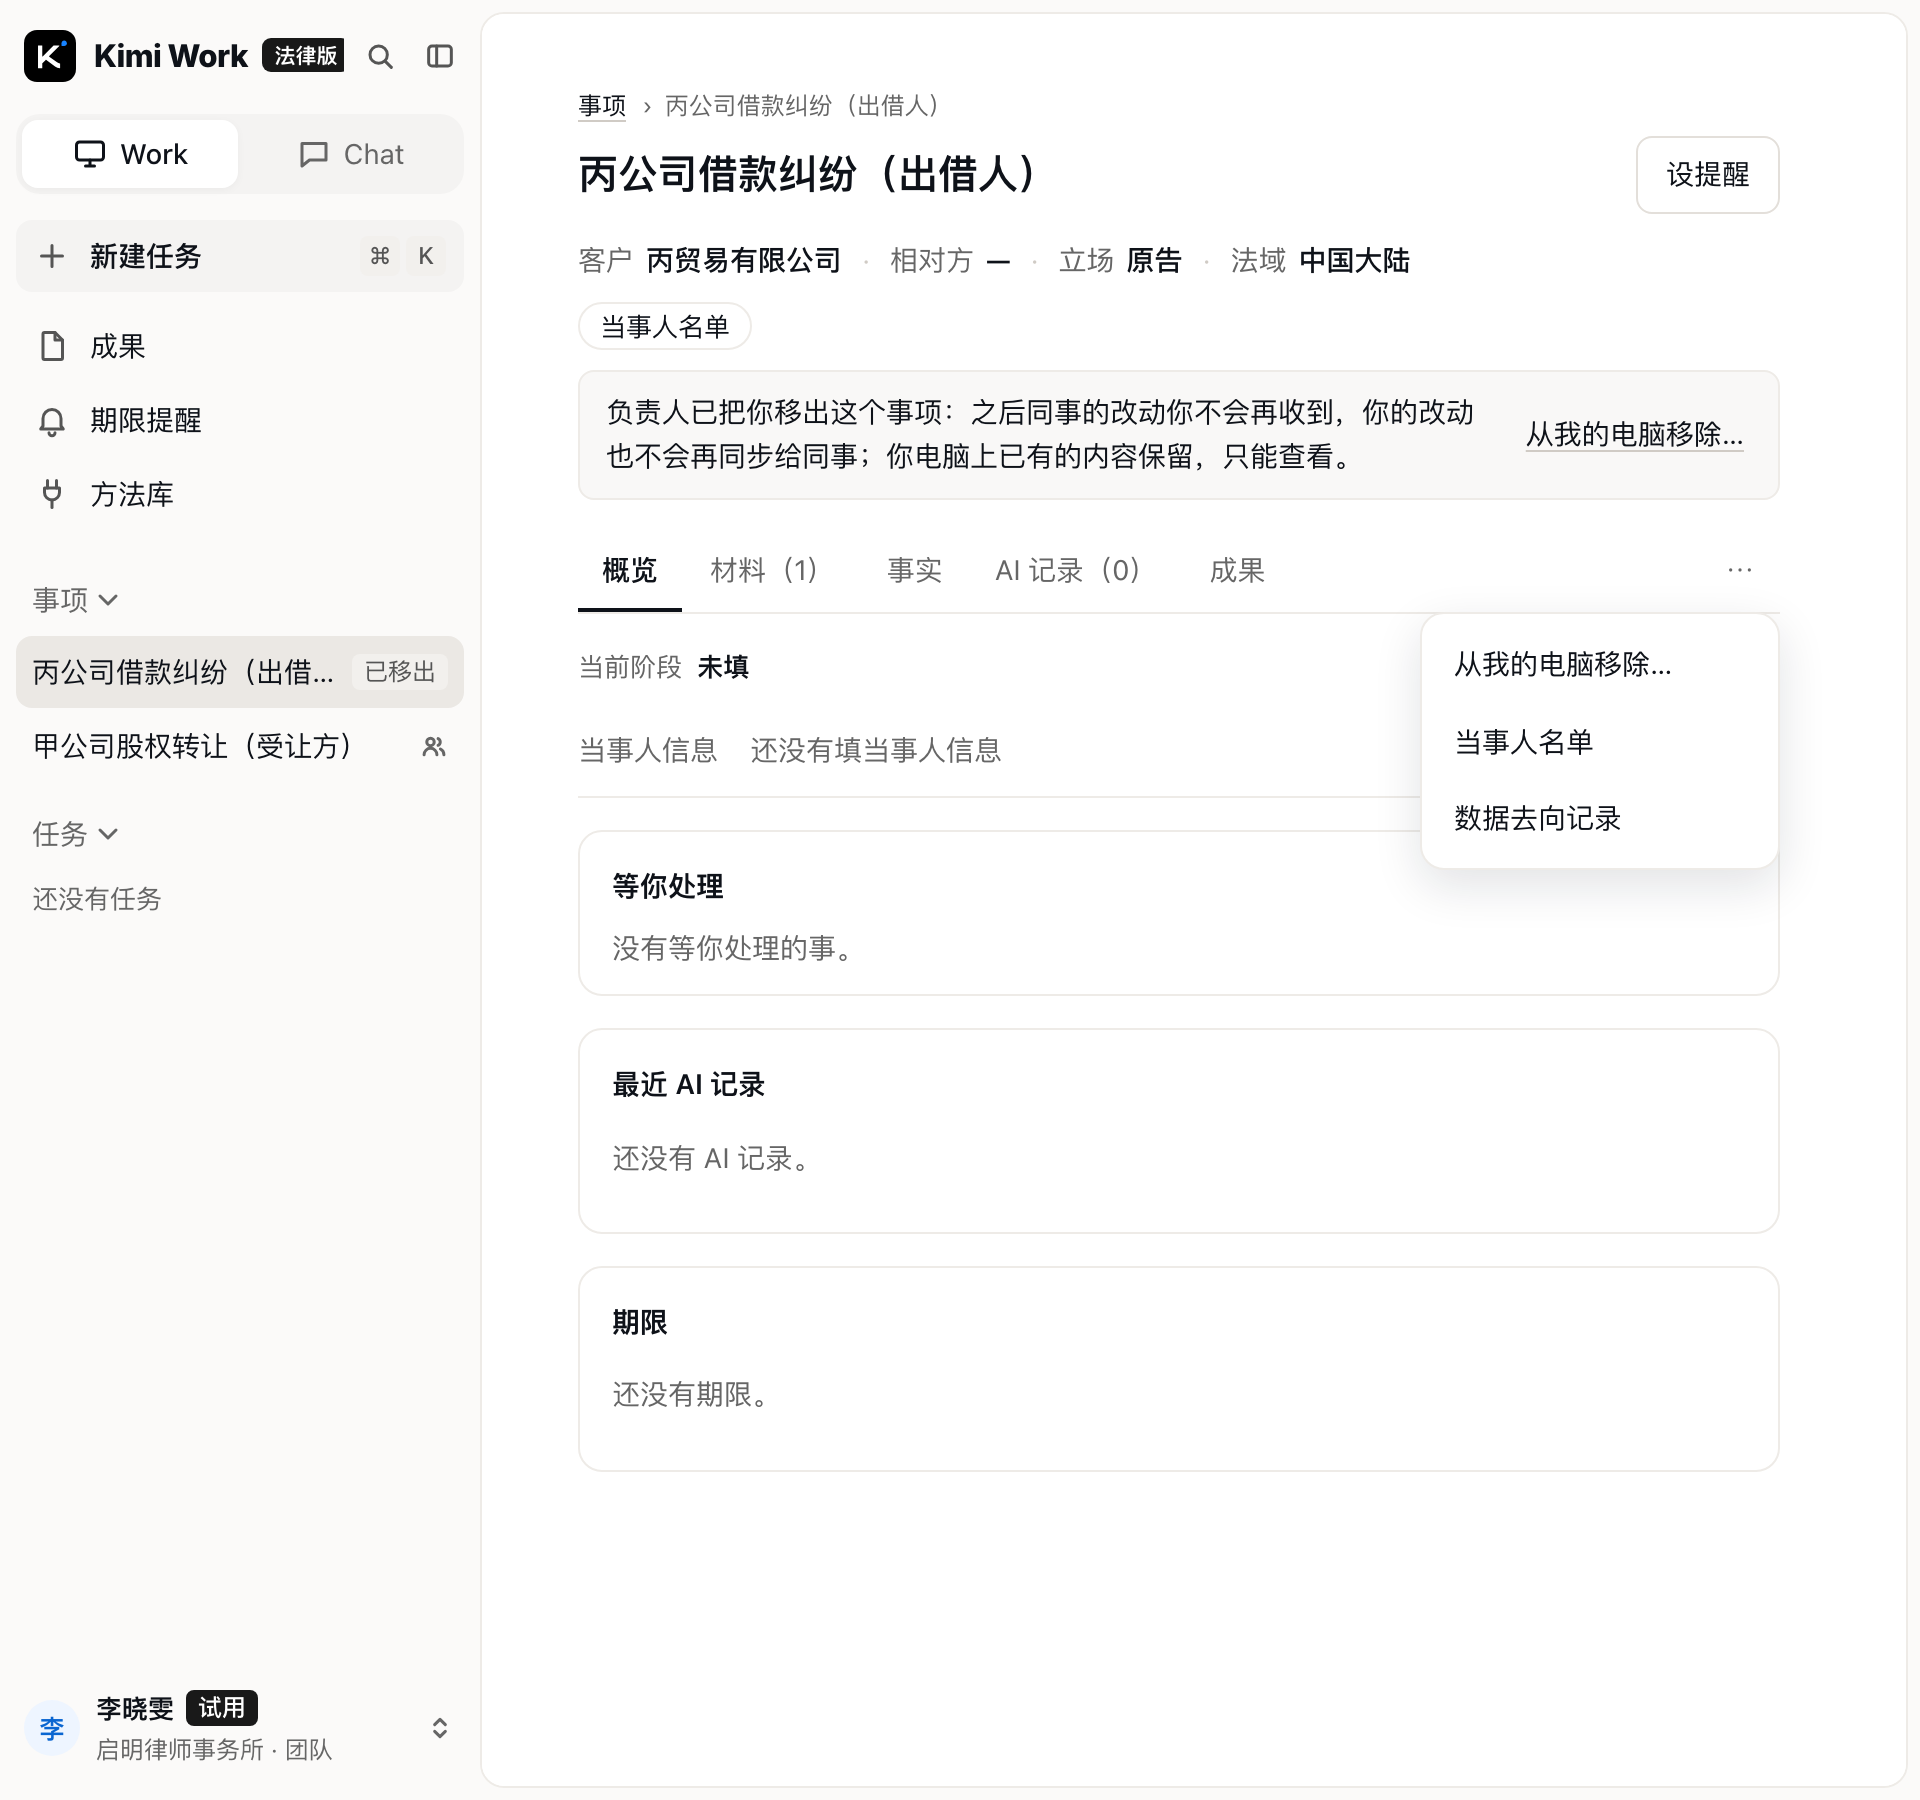 Kimi Work 法律版
Work
Chat
新建任务 ⌘ K
成果
期限提醒
方法库
事项
丙公司借款纠纷（出借... 已移出
甲公司股权转让（受让方）
任务
还没有任务
李 李晓雯 试用
启明律师事务所 · 团队
事项 › 丙公司借款纠纷（出借人）
丙公司借款纠纷（出借人）
设提醒
客户 丙贸易有限公司 · 相对方 — · 立场 原告 · 法域 中国大陆
当事人名单
负责人已把你移出这个事项：之后同事的改动你不会再收到，你的改动
也不会再同步给同事；你电脑上已有的内容保留，只能查看。
从我的电脑移除...
概览 材料（1） 事实 AI 记录（0） 成果 ...
从我的电脑移除...
当事人名单
数据去向记录
当前阶段 未填
当事人信息 还没有填当事人信息
等你处理
没有等你处理的事。
最近 AI 记录
还没有 AI 记录。
期限
还没有期限。